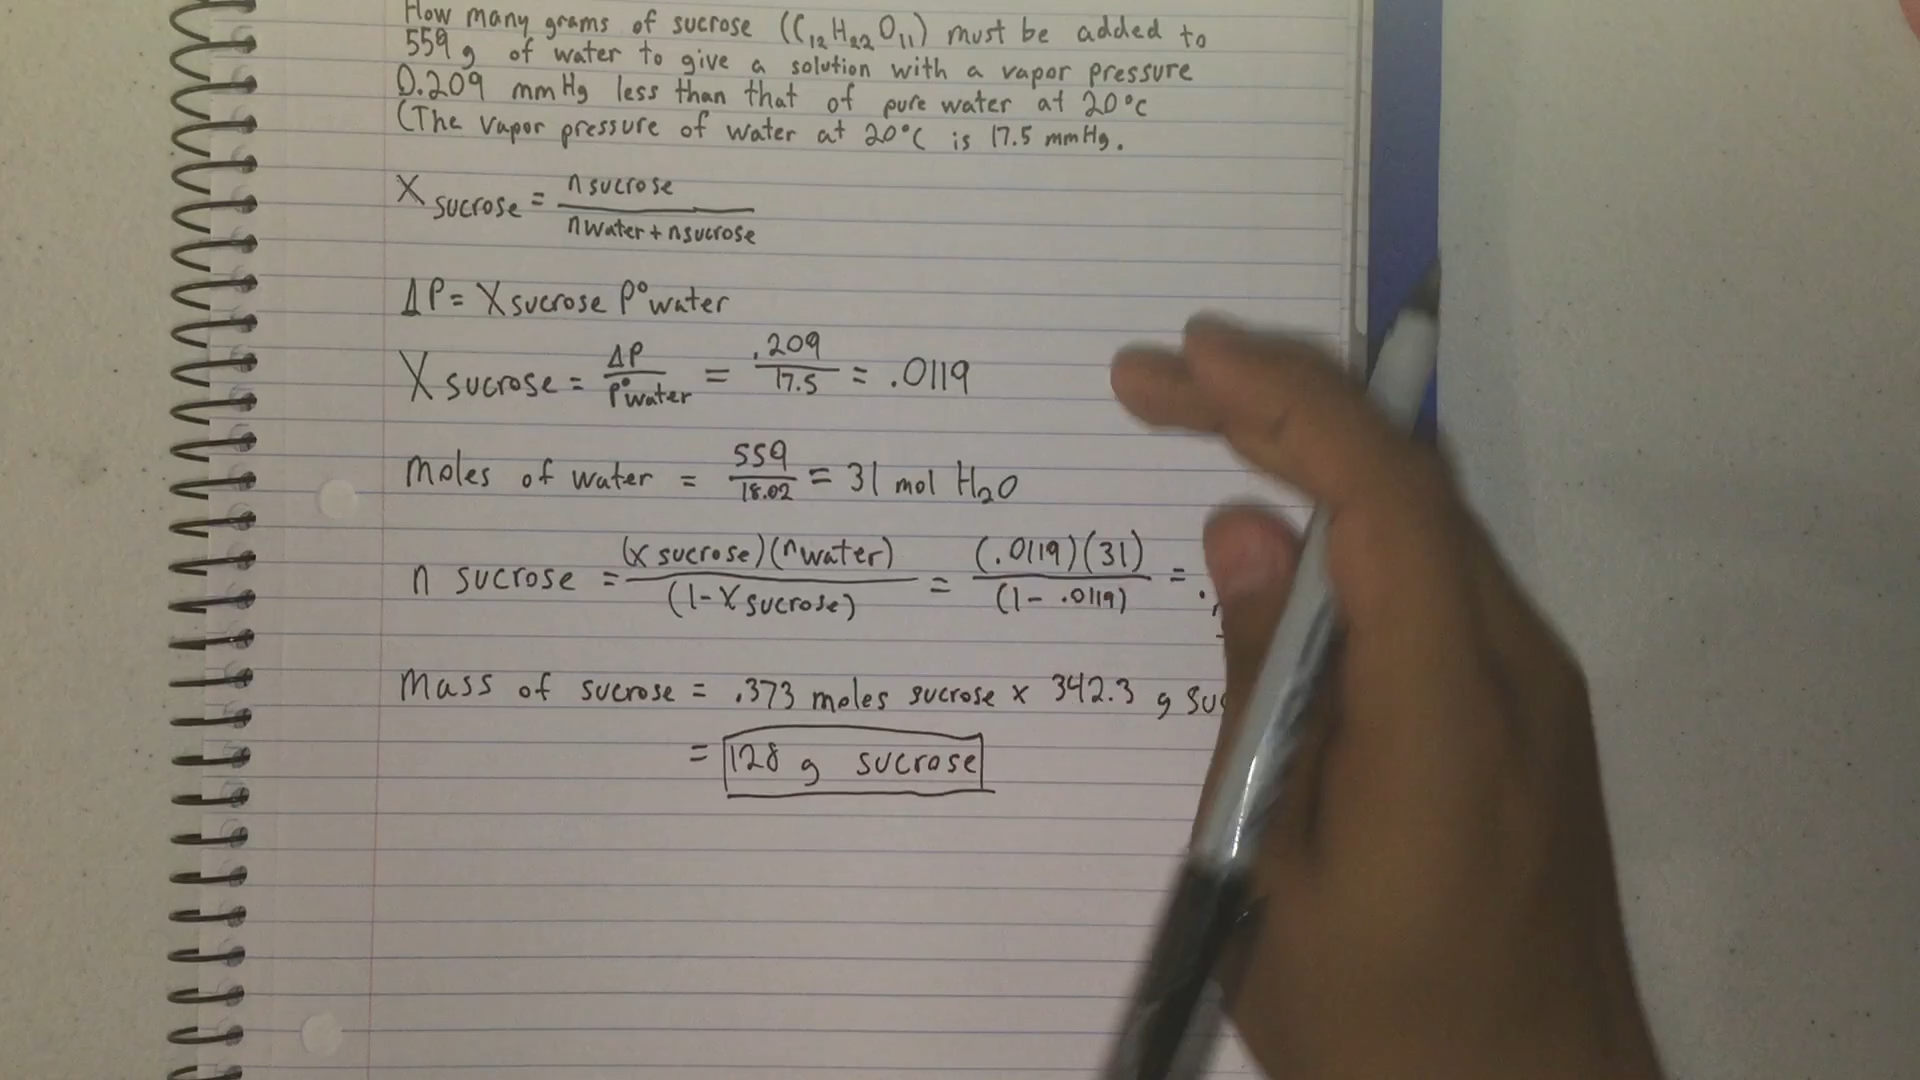 How many grams of sucrose (C₁₂H₂₂O₁₁) must be added to
559 g of water to give a solution with a vapor pressure
0.209 mmHg less than that of pure water at 20°C
(The vapor pressure of water at 20°C is 17.5 mmHg.
X sucrose = n sucrose / n water + n sucrose
ΔP = X sucrose P° water
X sucrose = ΔP / P° water = .209 / 17.5 = .0119
moles of water = 559 / 18.02 = 31 mol H₂O
n sucrose = (x sucrose)(n water) / (1 - X sucrose) = (.0119)(31) / (1 - .0119) =
Mass of sucrose = .373 moles sucrose x 342.3 g
= 128 g sucrose